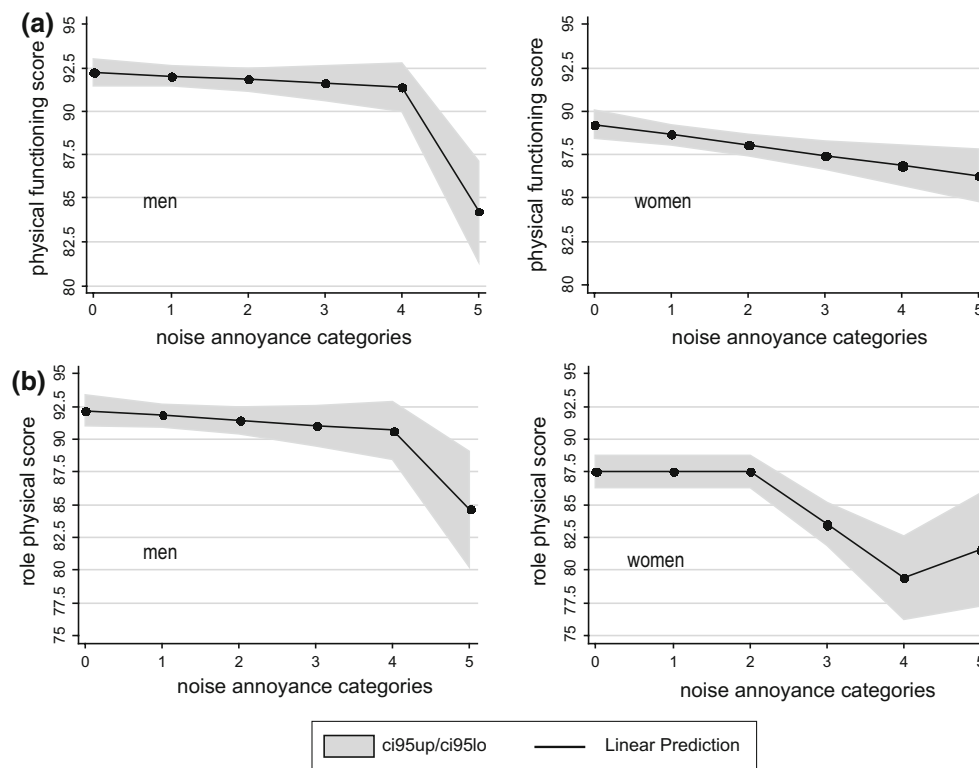 (a)
physical functioning score
95
92.5
90
87.5
85
82.5
80
men
0 1 2 3 4 5
noise annoyance categories
physical functioning score
95
92.5
90
87.5
85
82.5
80
women
0 1 2 3 4 5
noise annoyance categories
(b)
role physical score
95
92.5
90
87.5
85
82.5
80
77.5
75
men
0 1 2 3 4 5
noise annoyance categories
role physical score
95
92.5
90
87.5
85
82.5
80
77.5
75
women
0 1 2 3 4 5
noise annoyance categories
ci95up/ci95lo Linear Prediction